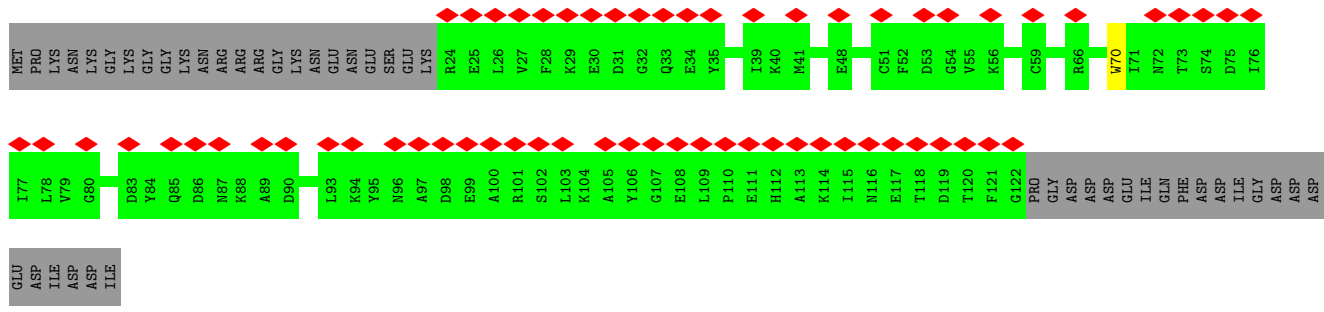 MET PRO LYS ASN LYS GLY LYS GLY GLY LYS ASN ARG ARG ARG GLY LYS ASN GLU ASN GLU SER GLU LYS R24 E25 L26 V27 F28 K29 E30 D31 G32 Q33 E34 Y35 I39 K40 M41 E48 C51 F52 D53 G54 V55 K56 C59 R66 W70 I71 N72 T73 S74 D75 I76
I77 L78 V79 G80 D83 Y84 Q85 D86 N87 K88 A89 D90 L93 K94 Y95 N96 A97 D98 E99 A100 R101 S102 L103 K104 A105 Y106 G107 E108 L109 P110 E111 H112 A113 K114 I115 N116 E117 T118 D119 T120 F121 G122 PRO GLY ASP ASP ASP GLU ILE GLN PHE ASP ASP ILE GLY ASP ASP ASP
GLU ASP ILE ASP ASP ILE